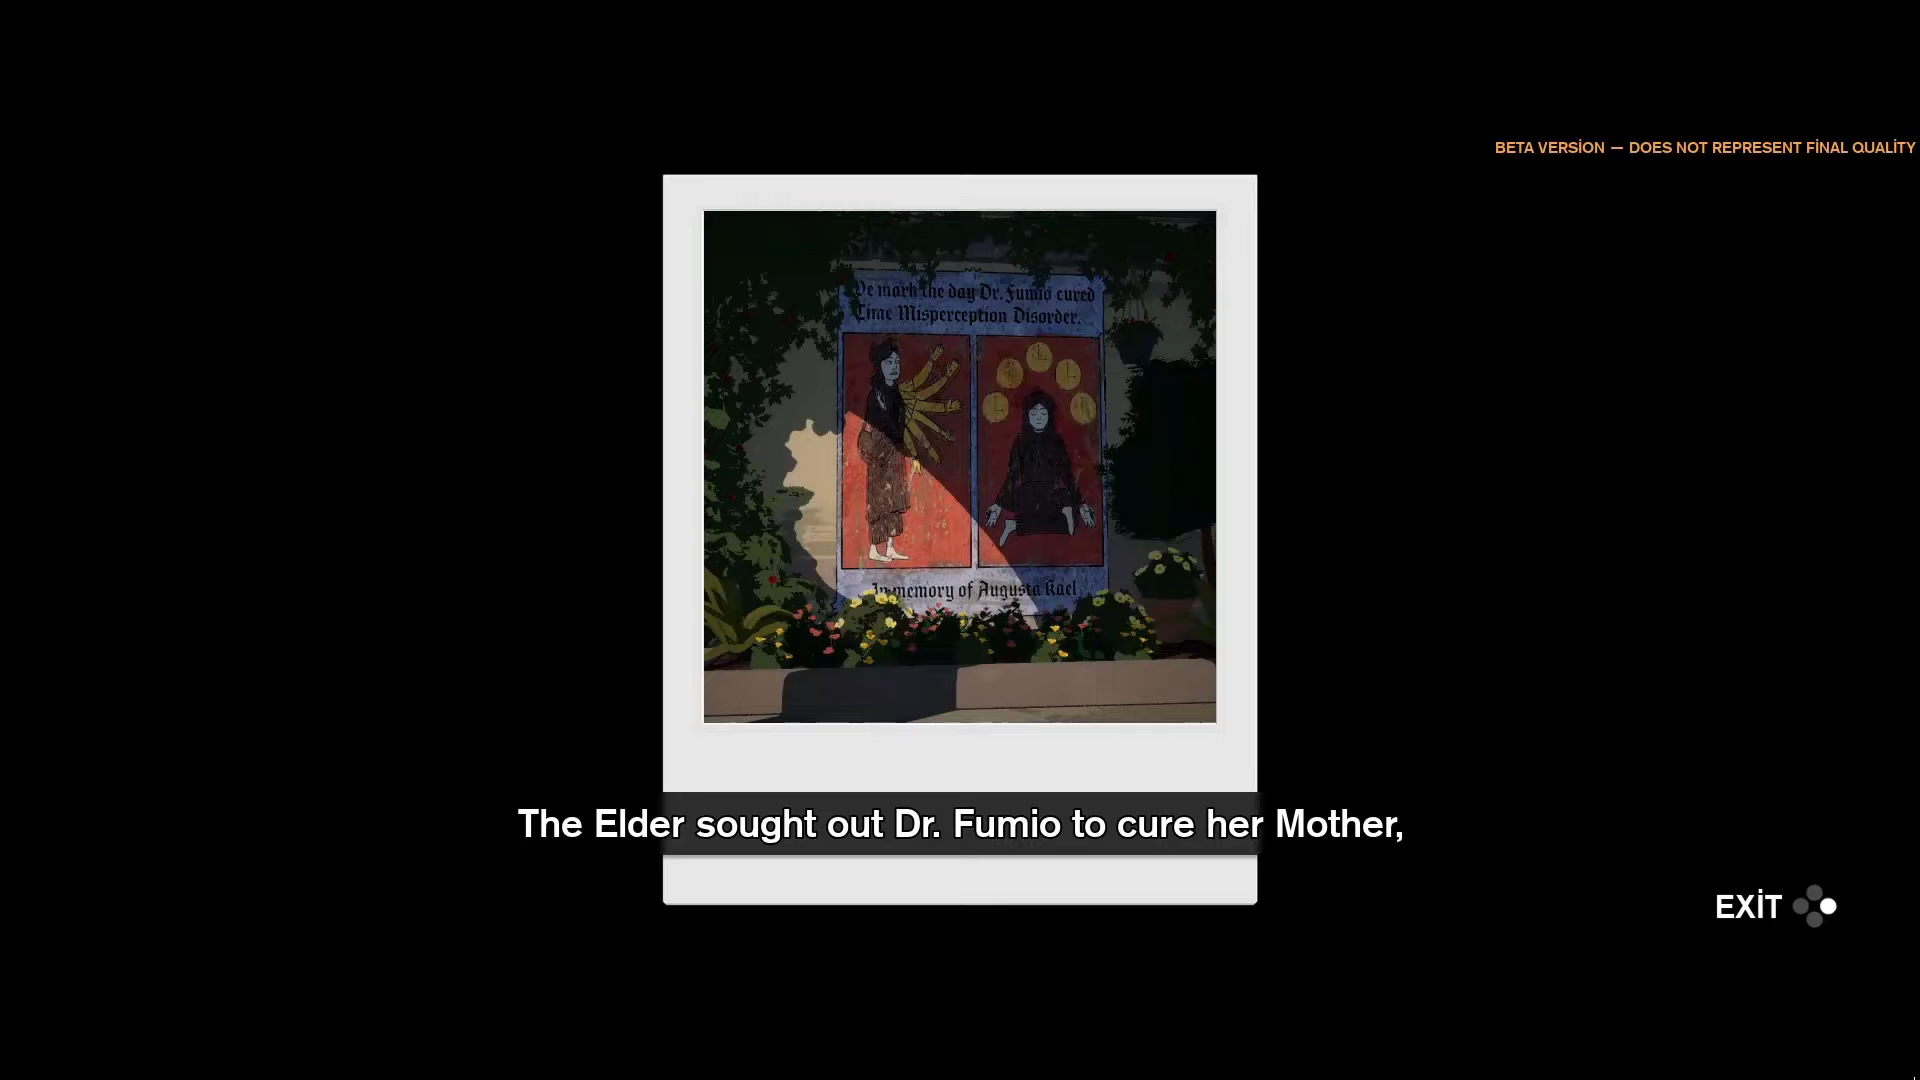 BETA VERSİON — DOES NOT REPRESENT FİNAL QUALİTY
We mark the day Dr. Fumio cured
Time Misperception Disorder.
In memory of Augusta Kael
The Elder sought out Dr. Fumio to cure her Mother,
EXİT